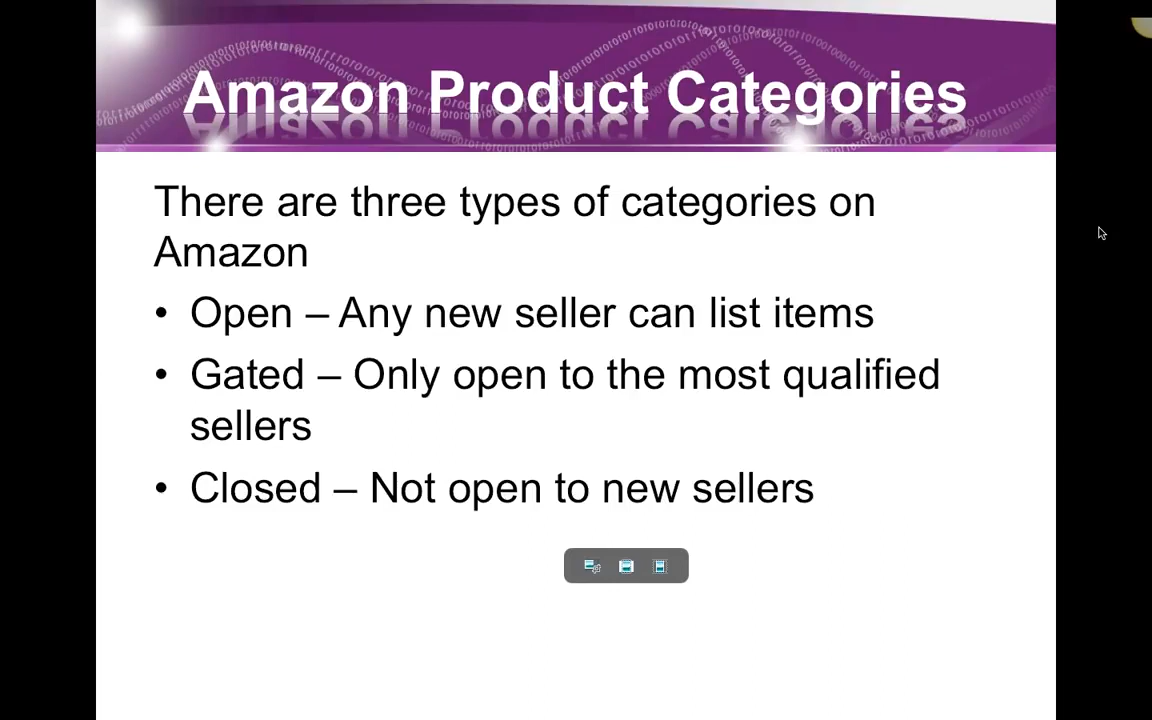 Amazon Product Categories
There are three types of categories on
Amazon
• Open – Any new seller can list items
• Gated – Only open to the most qualified
sellers
• Closed – Not open to new sellers